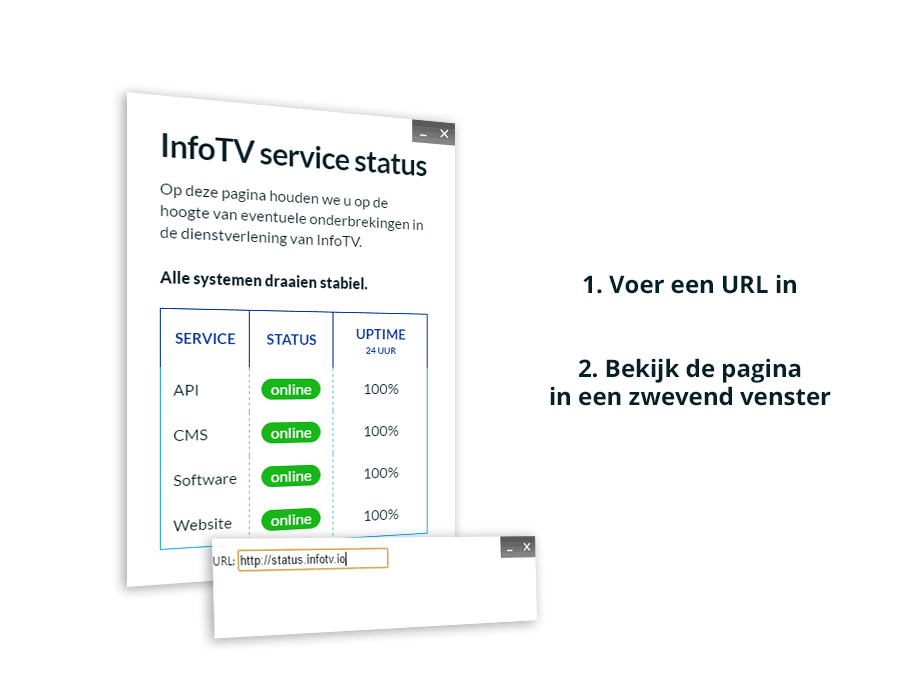 InfoTV service status
Op deze pagina houden we u op de
hoogte van eventuele onderbrekingen in
de dienstverlening van InfoTV.
Alle systemen draaien stabiel.
SERVICE STATUS UPTIME
24 UUR
API online 100%
CMS online 100%
Software online 100%
Website online 100%
URL: http://status.infotv.io
1. Voer een URL in
2. Bekijk de pagina
in een zwevend venster